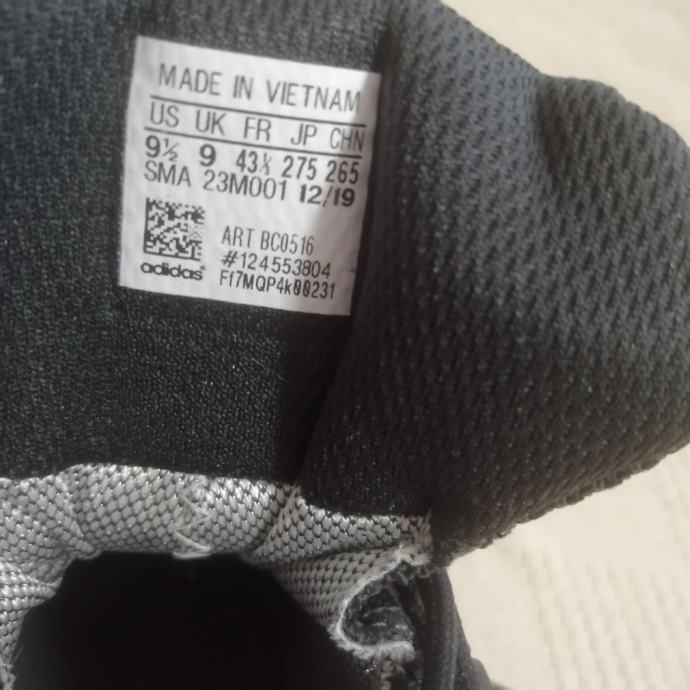 MADE IN VIETNAM
US UK FR JP CHN
9½ 9 43⅓ 275 265
SMA 23M001 12/19
ART BC0516
#124553804
adidas Ff7MQP4k00231